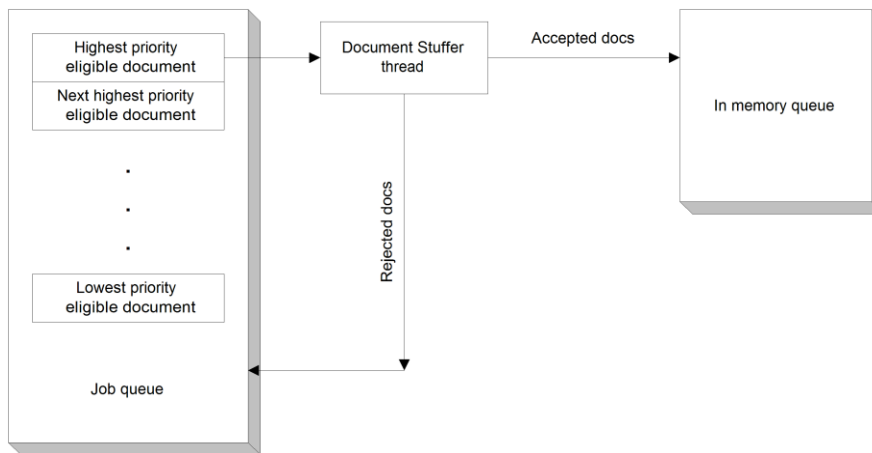 Highest priority
eligible document
Next highest priority
eligible document
.
.
.
Lowest priority
eligible document
Job queue
Document Stuffer
thread
Accepted docs
Rejected docs
In memory queue